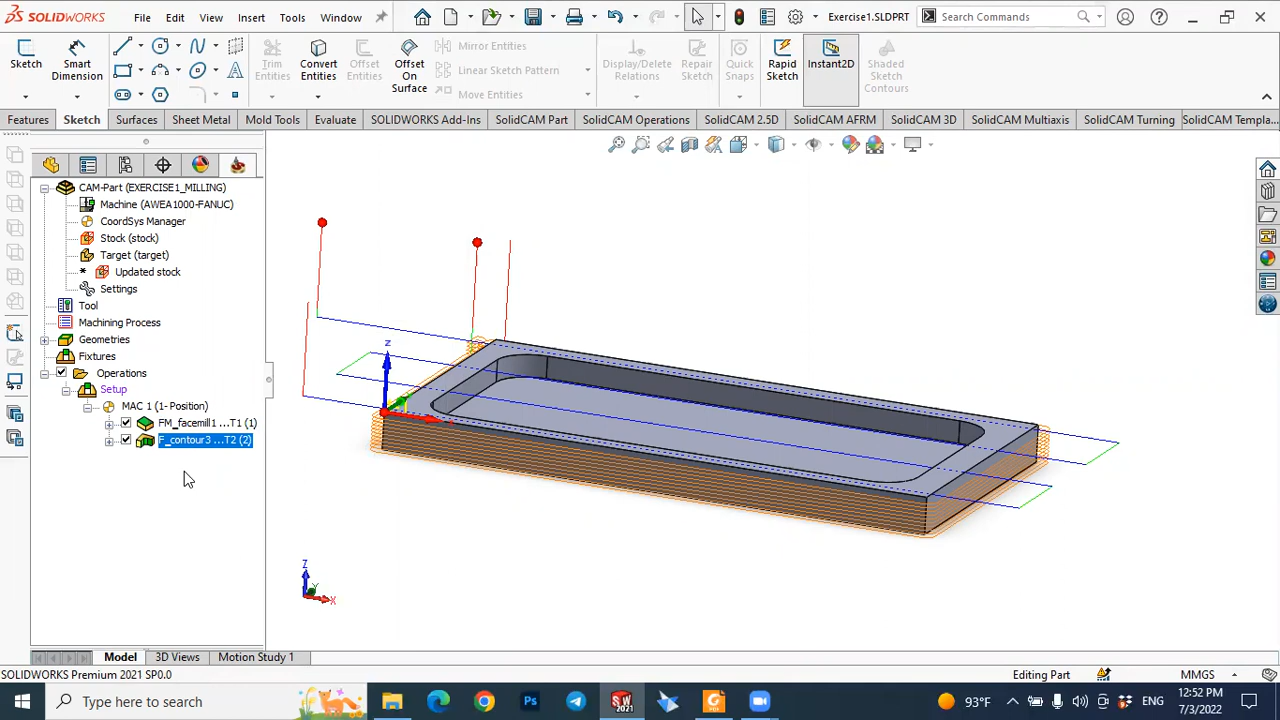 SOLIDWORKS File Edit View Insert Tools Window Exercise1.SLDPRT Search Commands
Sketch Smart Dimension Trim Entities Convert Entities Offset Entities Offset On Surface Mirror Entities Linear Sketch Pattern Move Entities Display/Delete Relations Repair Sketch Quick Snaps Rapid Sketch Instant2D Shaded Sketch Contours
Features Sketch Surfaces Sheet Metal Mold Tools Evaluate SOLIDWORKS Add-Ins SolidCAM Part SolidCAM Operations SolidCAM 2.5D SolidCAM AFRM SolidCAM 3D SolidCAM Multiaxis SolidCAM Turning SolidCAM Templa...
CAM-Part (EXERCISE1_MILLING)
Machine (AWEA1000-FANUC)
CoordSys Manager
Stock (stock)
Target (target)
* Updated stock
Settings
Tool
Machining Process
Geometries
Fixtures
Operations
Setup
MAC 1 (1- Position)
FM_facemill1 ...T1 (1)
F_contour3 ...T2 (2)
z
Z
Y
X
Model 3D Views Motion Study 1
SOLIDWORKS Premium 2021 SP0.0 Editing Part MMGS
Type here to search Ps SW 2021 93°F ENG 12:52 PM
7/3/2022